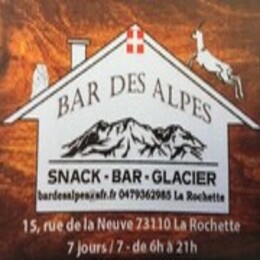 BAR DES ALPES
SNACK - BAR - GLACIER
bardesalpes@sfr.fr 0479362985 La Rochette
15, rue de la Neuve 73110 La Rochette
7 jours / 7 - de 6h à 21h